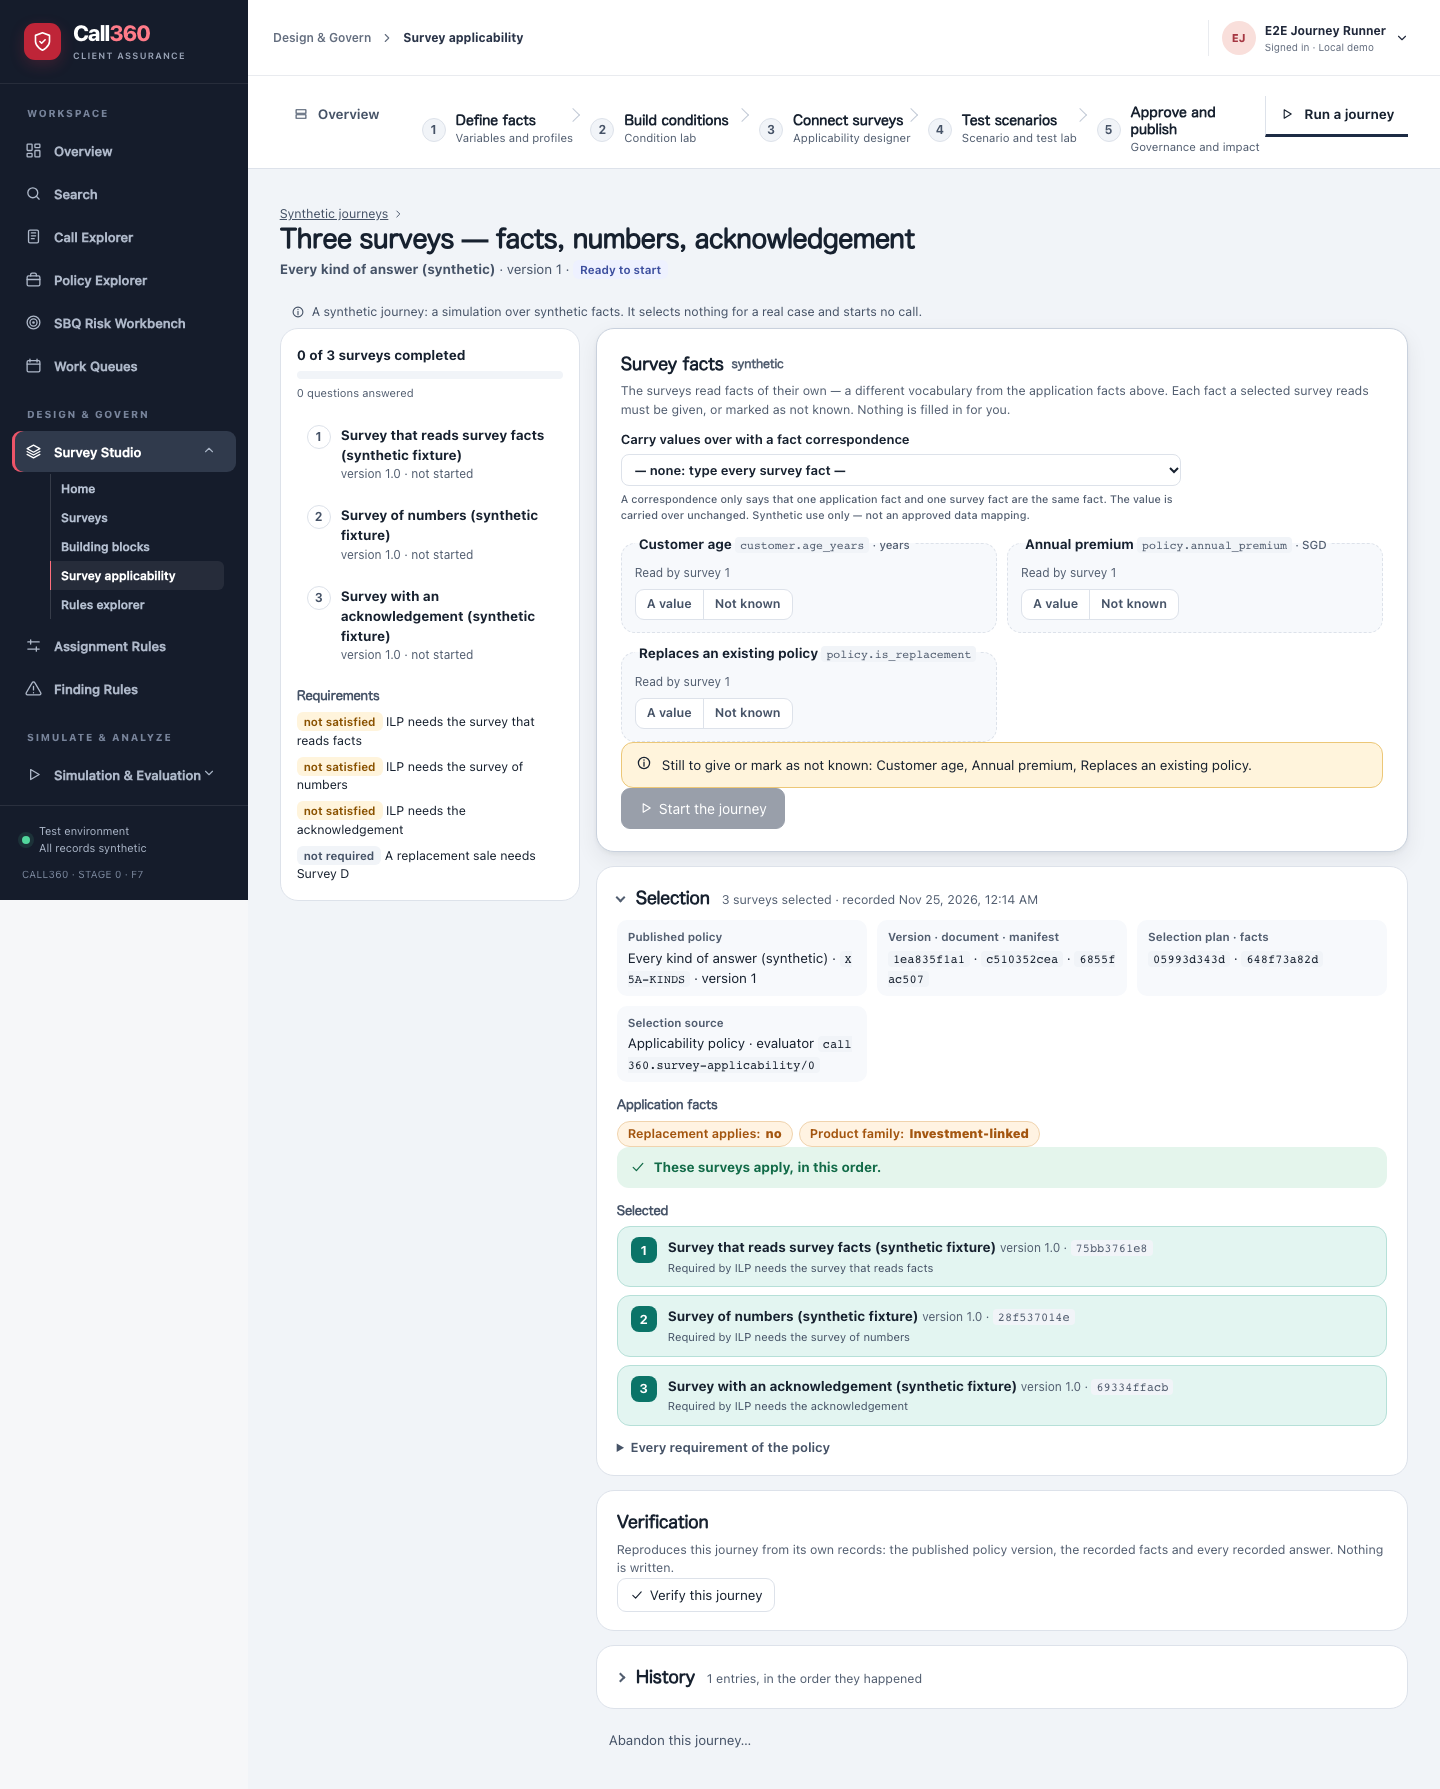 Call360
CLIENT ASSURANCE
WORKSPACE
Overview
Search
Call Explorer
Policy Explorer
SBQ Risk Workbench
Work Queues
DESIGN & GOVERN
Survey Studio
Home
Surveys
Building blocks
Survey applicability
Rules explorer
Assignment Rules
Finding Rules
SIMULATE & ANALYZE
Simulation & Evaluation
Test environment
All records synthetic
CALL360 · STAGE 0 · F7
Design & Govern > Survey applicability
EJ
E2E Journey Runner
Signed in · Local demo
Overview
1 Define facts
Variables and profiles
2 Build conditions
Condition lab
3 Connect surveys
Applicability designer
4 Test scenarios
Scenario and test lab
5 Approve and
publish
Governance and impact
Run a journey
Synthetic journeys >
Three surveys — facts, numbers, acknowledgement
Every kind of answer (synthetic) · version 1 · Ready to start
A synthetic journey: a simulation over synthetic facts. It selects nothing for a real case and starts no call.
0 of 3 surveys completed
0 questions answered
1 Survey that reads survey facts
(synthetic fixture)
version 1.0 · not started
2 Survey of numbers (synthetic
fixture)
version 1.0 · not started
3 Survey with an
acknowledgement (synthetic
fixture)
version 1.0 · not started
Requirements
not satisfied ILP needs the survey that
reads facts
not satisfied ILP needs the survey of
numbers
not satisfied ILP needs the
acknowledgement
not required A replacement sale needs
Survey D
Survey facts synthetic
The surveys read facts of their own — a different vocabulary from the application facts above. Each fact a selected survey reads
must be given, or marked as not known. Nothing is filled in for you.
Carry values over with a fact correspondence
— none: type every survey fact —
A correspondence only says that one application fact and one survey fact are the same fact. The value is
carried over unchanged. Synthetic use only — not an approved data mapping.
Customer age customer.age_years · years
Read by survey 1
A value Not known
Annual premium policy.annual_premium · SGD
Read by survey 1
A value Not known
Replaces an existing policy policy.is_replacement
Read by survey 1
A value Not known
Still to give or mark as not known: Customer age, Annual premium, Replaces an existing policy.
Start the journey
Selection 3 surveys selected · recorded Nov 25, 2026, 12:14 AM
Published policy
Every kind of answer (synthetic) · X
5A-KINDS · version 1
Version · document · manifest
1ea835f1a1 · c510352cea · 6855f
ac507
Selection plan · facts
05993d343d · 648f73a82d
Selection source
Applicability policy · evaluator call
360.survey-applicability/0
Application facts
Replacement applies: no
Product family: Investment-linked
These surveys apply, in this order.
Selected
1 Survey that reads survey facts (synthetic fixture) version 1.0 · 75bb3761e8
Required by ILP needs the survey that reads facts
2 Survey of numbers (synthetic fixture) version 1.0 · 28f537014e
Required by ILP needs the survey of numbers
3 Survey with an acknowledgement (synthetic fixture) version 1.0 · 69334ffacb
Required by ILP needs the acknowledgement
Every requirement of the policy
Verification
Reproduces this journey from its own records: the published policy version, the recorded facts and every recorded answer. Nothing
is written.
Verify this journey
History 1 entries, in the order they happened
Abandon this journey…